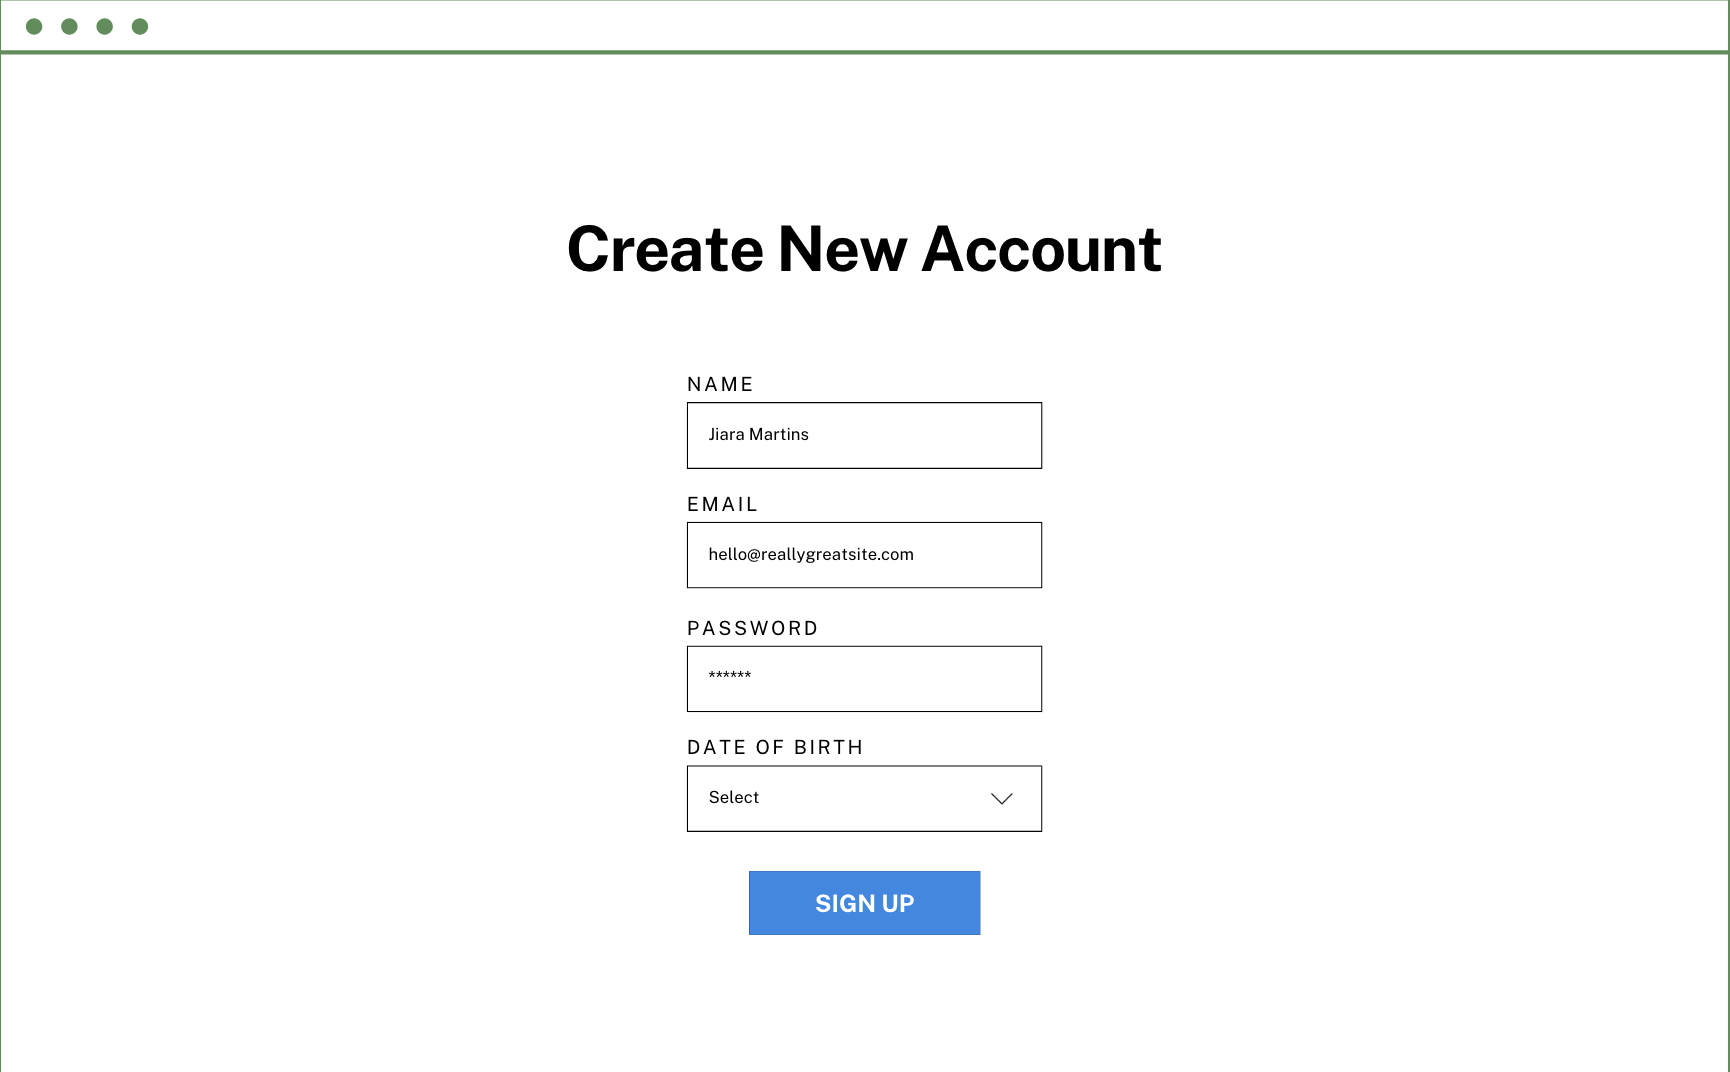 Create New Account
NAME
Jiara Martins
EMAIL
hello@reallygreatsite.com
PASSWORD
******
DATE OF BIRTH
Select
SIGN UP